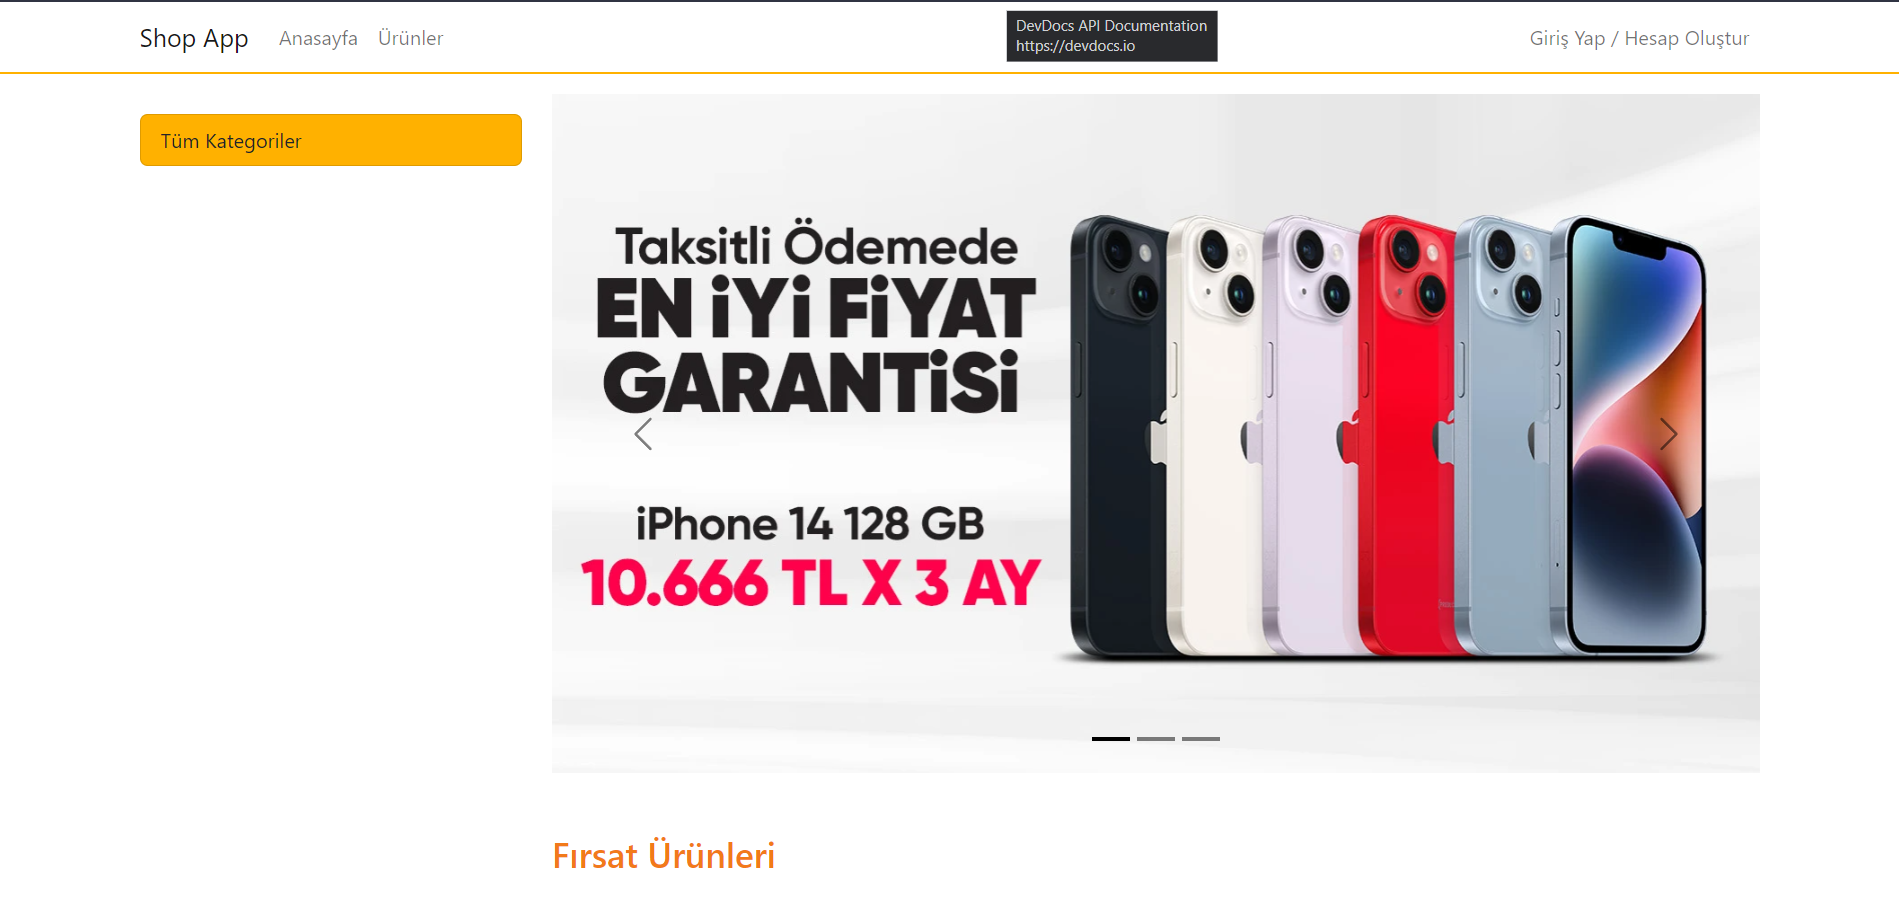 Shop App
Anasayfa
Ürünler
DevDocs API Documentation
https://devdocs.io
Giriş Yap / Hesap Oluştur
Tüm Kategoriler
Taksitli Ödemede
EN iYi FiYAT
GARANTiSi
iPhone 14 128 GB
10.666 TL X 3 AY
Fırsat Ürünleri